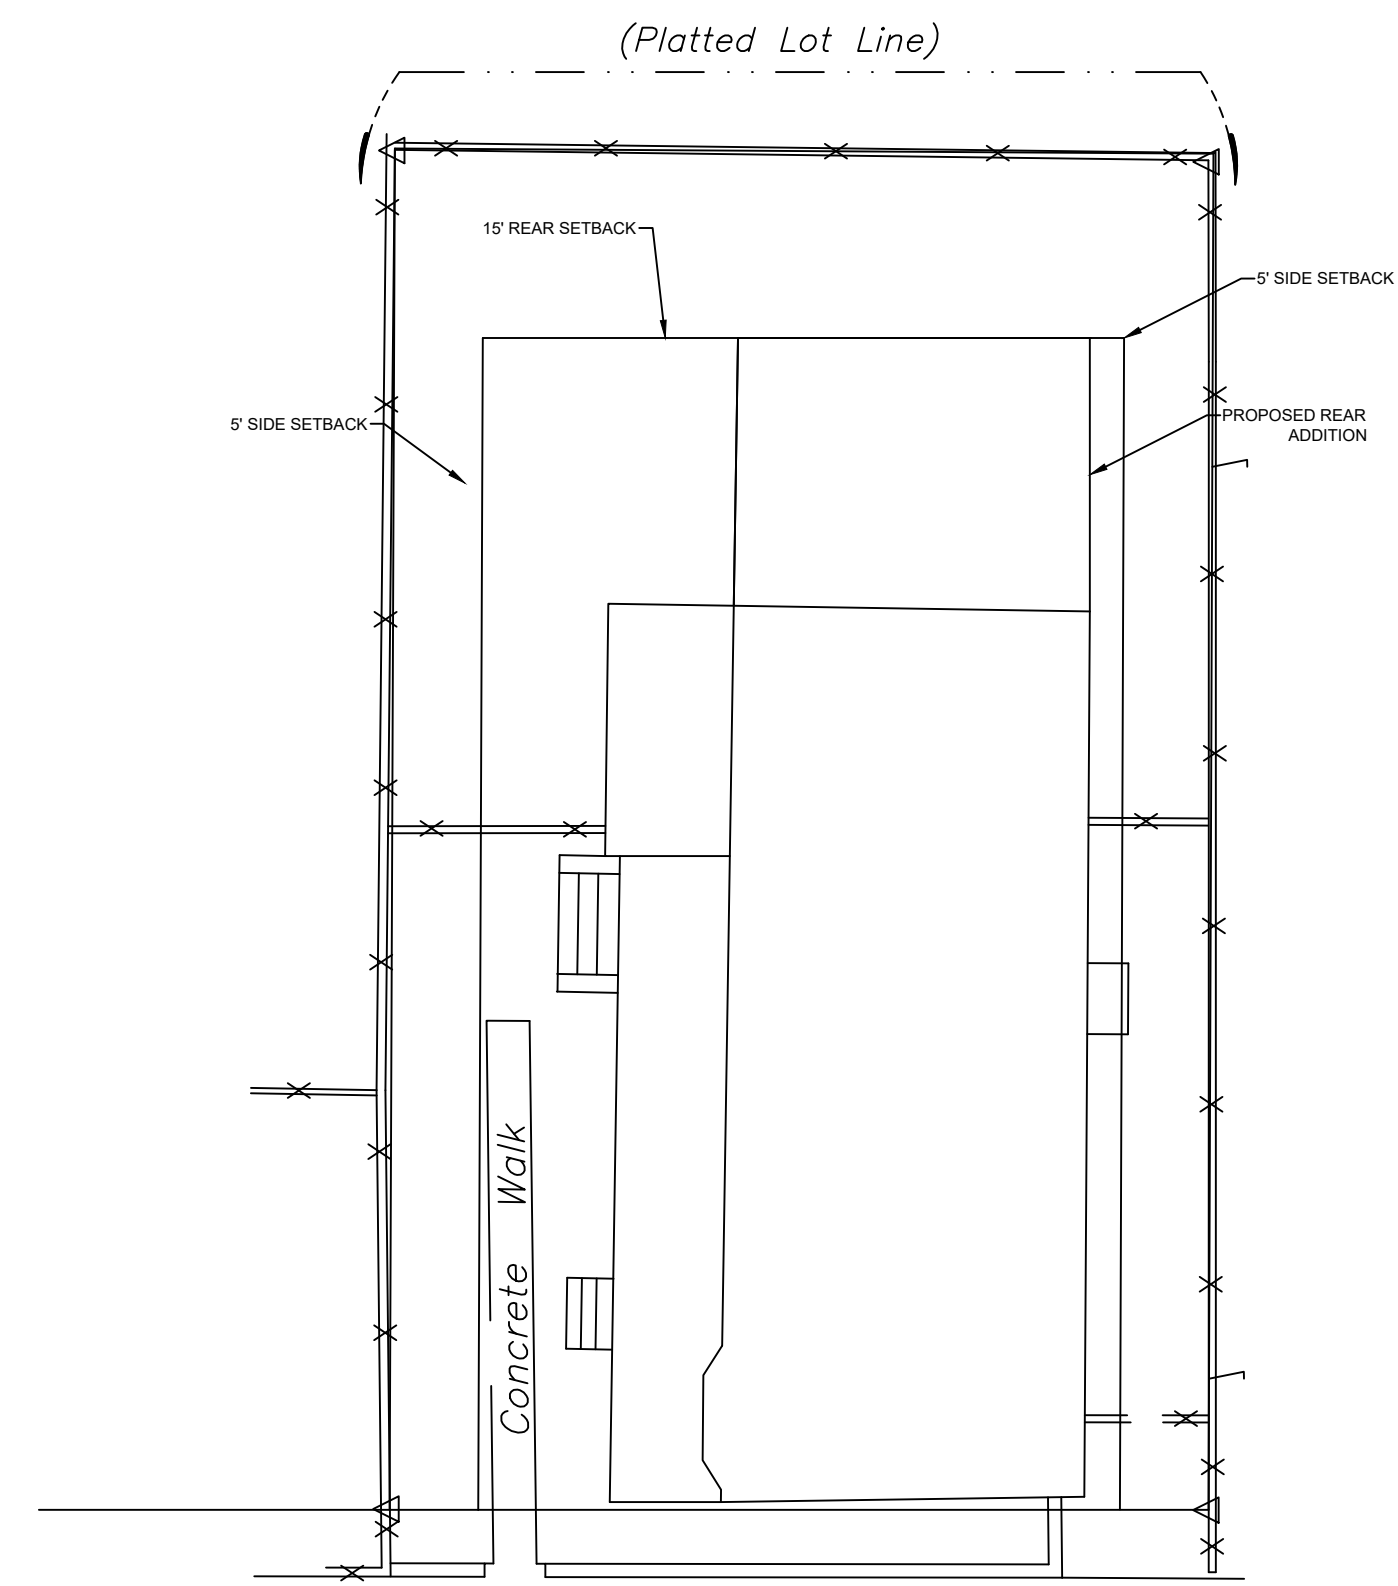 (Platted Lot Line)
15' REAR SETBACK
5' SIDE SETBACK
5' SIDE SETBACK
PROPOSED REAR
ADDITION
Concrete Walk